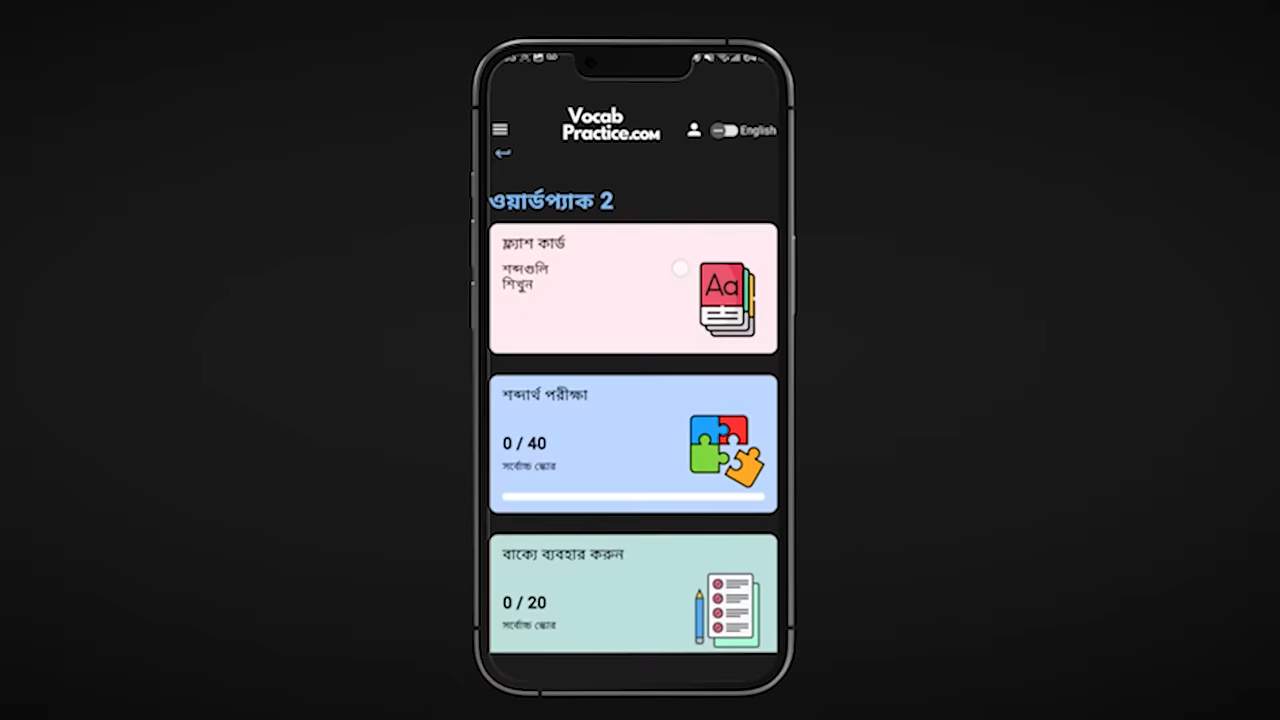 Vocab
Practice.com
English
ওয়ার্ডপ্যাক 2
ফ্ল্যাশ কার্ড
শব্দগুলি
শিখুন
Aa
শব্দার্থ পরীক্ষা
0 / 40
সর্বোচ্চ স্কোর
বাক্যে ব্যবহার করুন
0 / 20
সর্বোচ্চ স্কোর